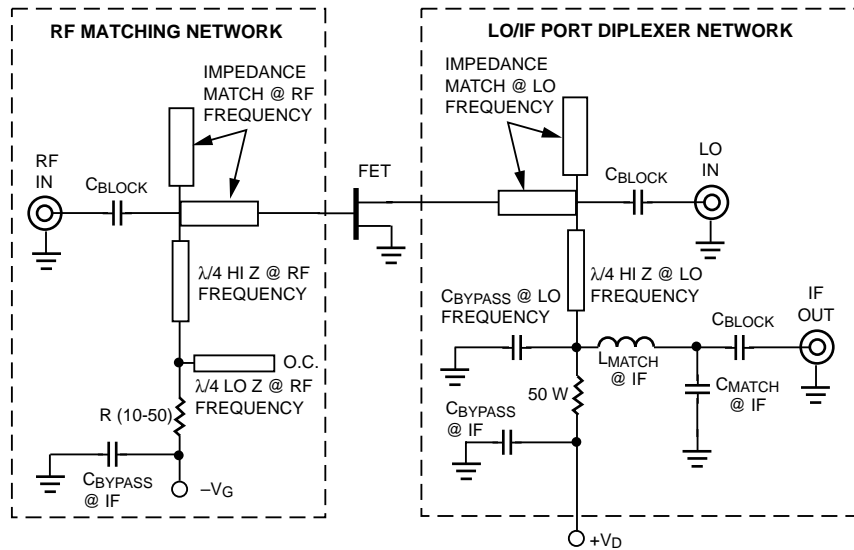 RF MATCHING NETWORK
IMPEDANCE
MATCH @ RF
FREQUENCY
RF
IN
CBLOCK
λ/4 HI Z @ RF
FREQUENCY
O.C.
λ/4 LO Z @ RF
FREQUENCY
R (10-50)
CBYPASS
@ IF
–VG
FET
LO/IF PORT DIPLEXER NETWORK
IMPEDANCE
MATCH @ LO
FREQUENCY
LO
IN
CBLOCK
λ/4 HI Z @ LO
FREQUENCY
CBYPASS @ LO
FREQUENCY
IF
OUT
CBLOCK
LMATCH
@ IF
CMATCH
@ IF
50 W
CBYPASS
@ IF
+VD